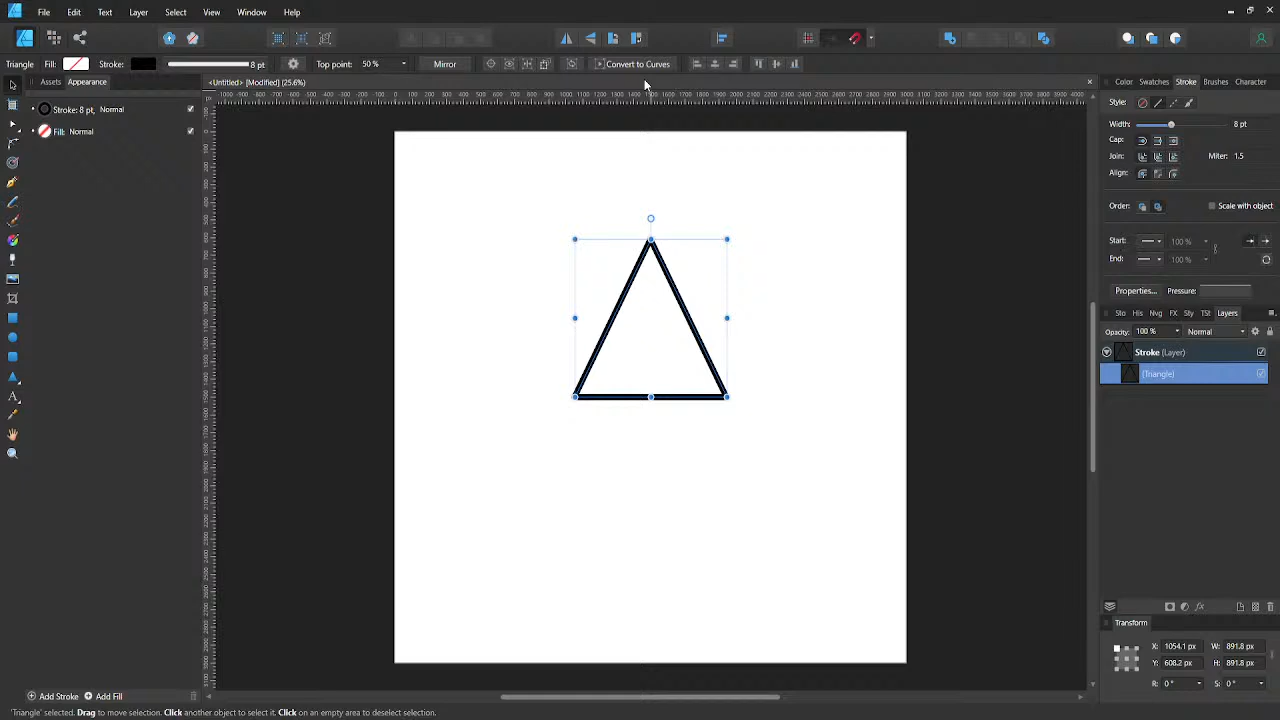 File Edit Text Layer Select View Window Help
Triangle Fill: Stroke: 8 pt Top point: 50 % Mirror Convert to Curves
Assets Appearance
<Untitled> [Modified] (25.6%)
Color Swatches Stroke Brushes Character
Stroke: 8 pt, Normal
Fill: Normal
Style:
Width: 8 pt
Cap:
Join: Miter: 1.5
Align:
Order: Scale with object
Start: 100 %
End: 100 %
Properties... Pressure:
Layers
Opacity: 100 % Normal
Stroke (Layer)
(Triangle)
Transform
X: 1054.1 px W: 891.8 px
H: 891.8 px
R: 0 ° S: 0 °
Add Stroke Add Fill
'Triangle' selected. Drag to move selection. Click another object to select it. Click on an empty area to deselect selection.